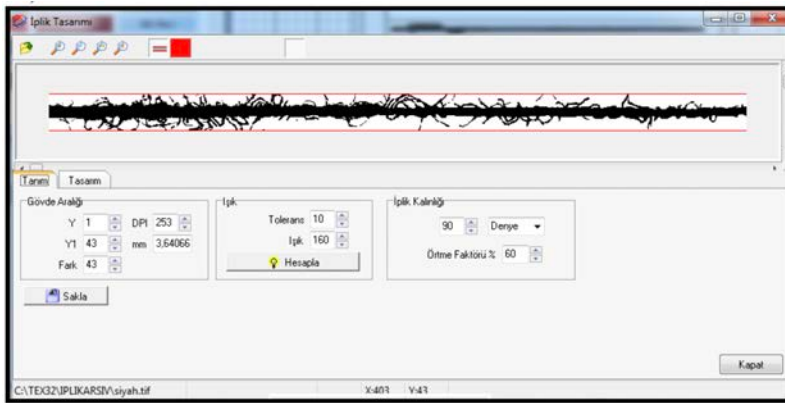 İplik Tasarımı
Tanım Tasarım
Gövde Aralığı
Y 1 DPI 253
Y1 43 mm 3,64066
Fark 43
Sakla
Işık
Tolerans 10
Işık 160
Hesapla
İplik Kalınlığı
90 Denye
Örtme Faktörü % 60
Kapat
C:\TEX32\IPLIKARSIV\siyah.tif X:403 Y:43